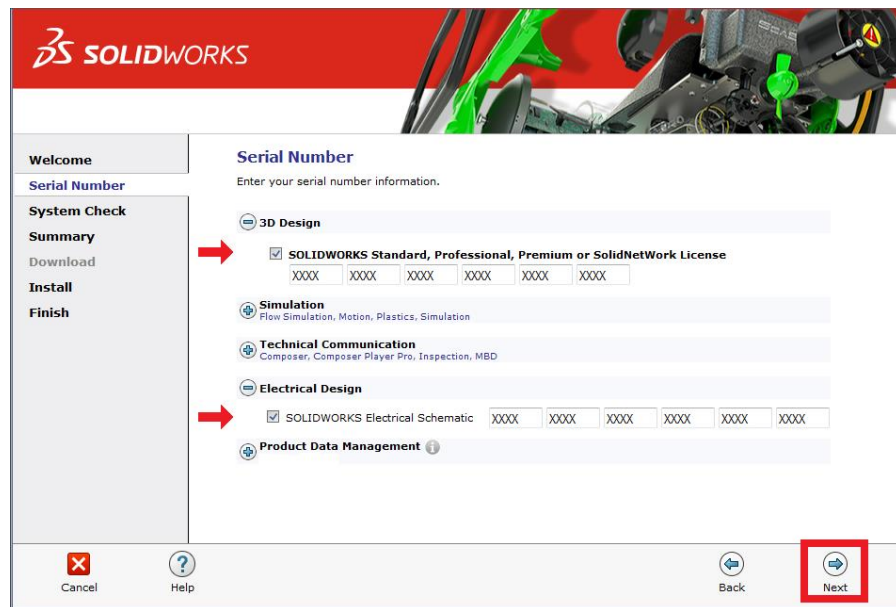 3S SOLIDWORKS
Welcome
Serial Number
System Check
Summary
Download
Install
Finish
Serial Number
Enter your serial number information.
3D Design
SOLIDWORKS Standard, Professional, Premium or SolidNetWork License
XXXX XXXX XXXX XXXX XXXX XXXX
Simulation
Flow Simulation, Motion, Plastics, Simulation
Technical Communication
Composer, Composer Player Pro, Inspection, MBD
Electrical Design
SOLIDWORKS Electrical Schematic XXXX XXXX XXXX XXXX XXXX XXXX
Product Data Management i
Cancel
? Help
Back
Next